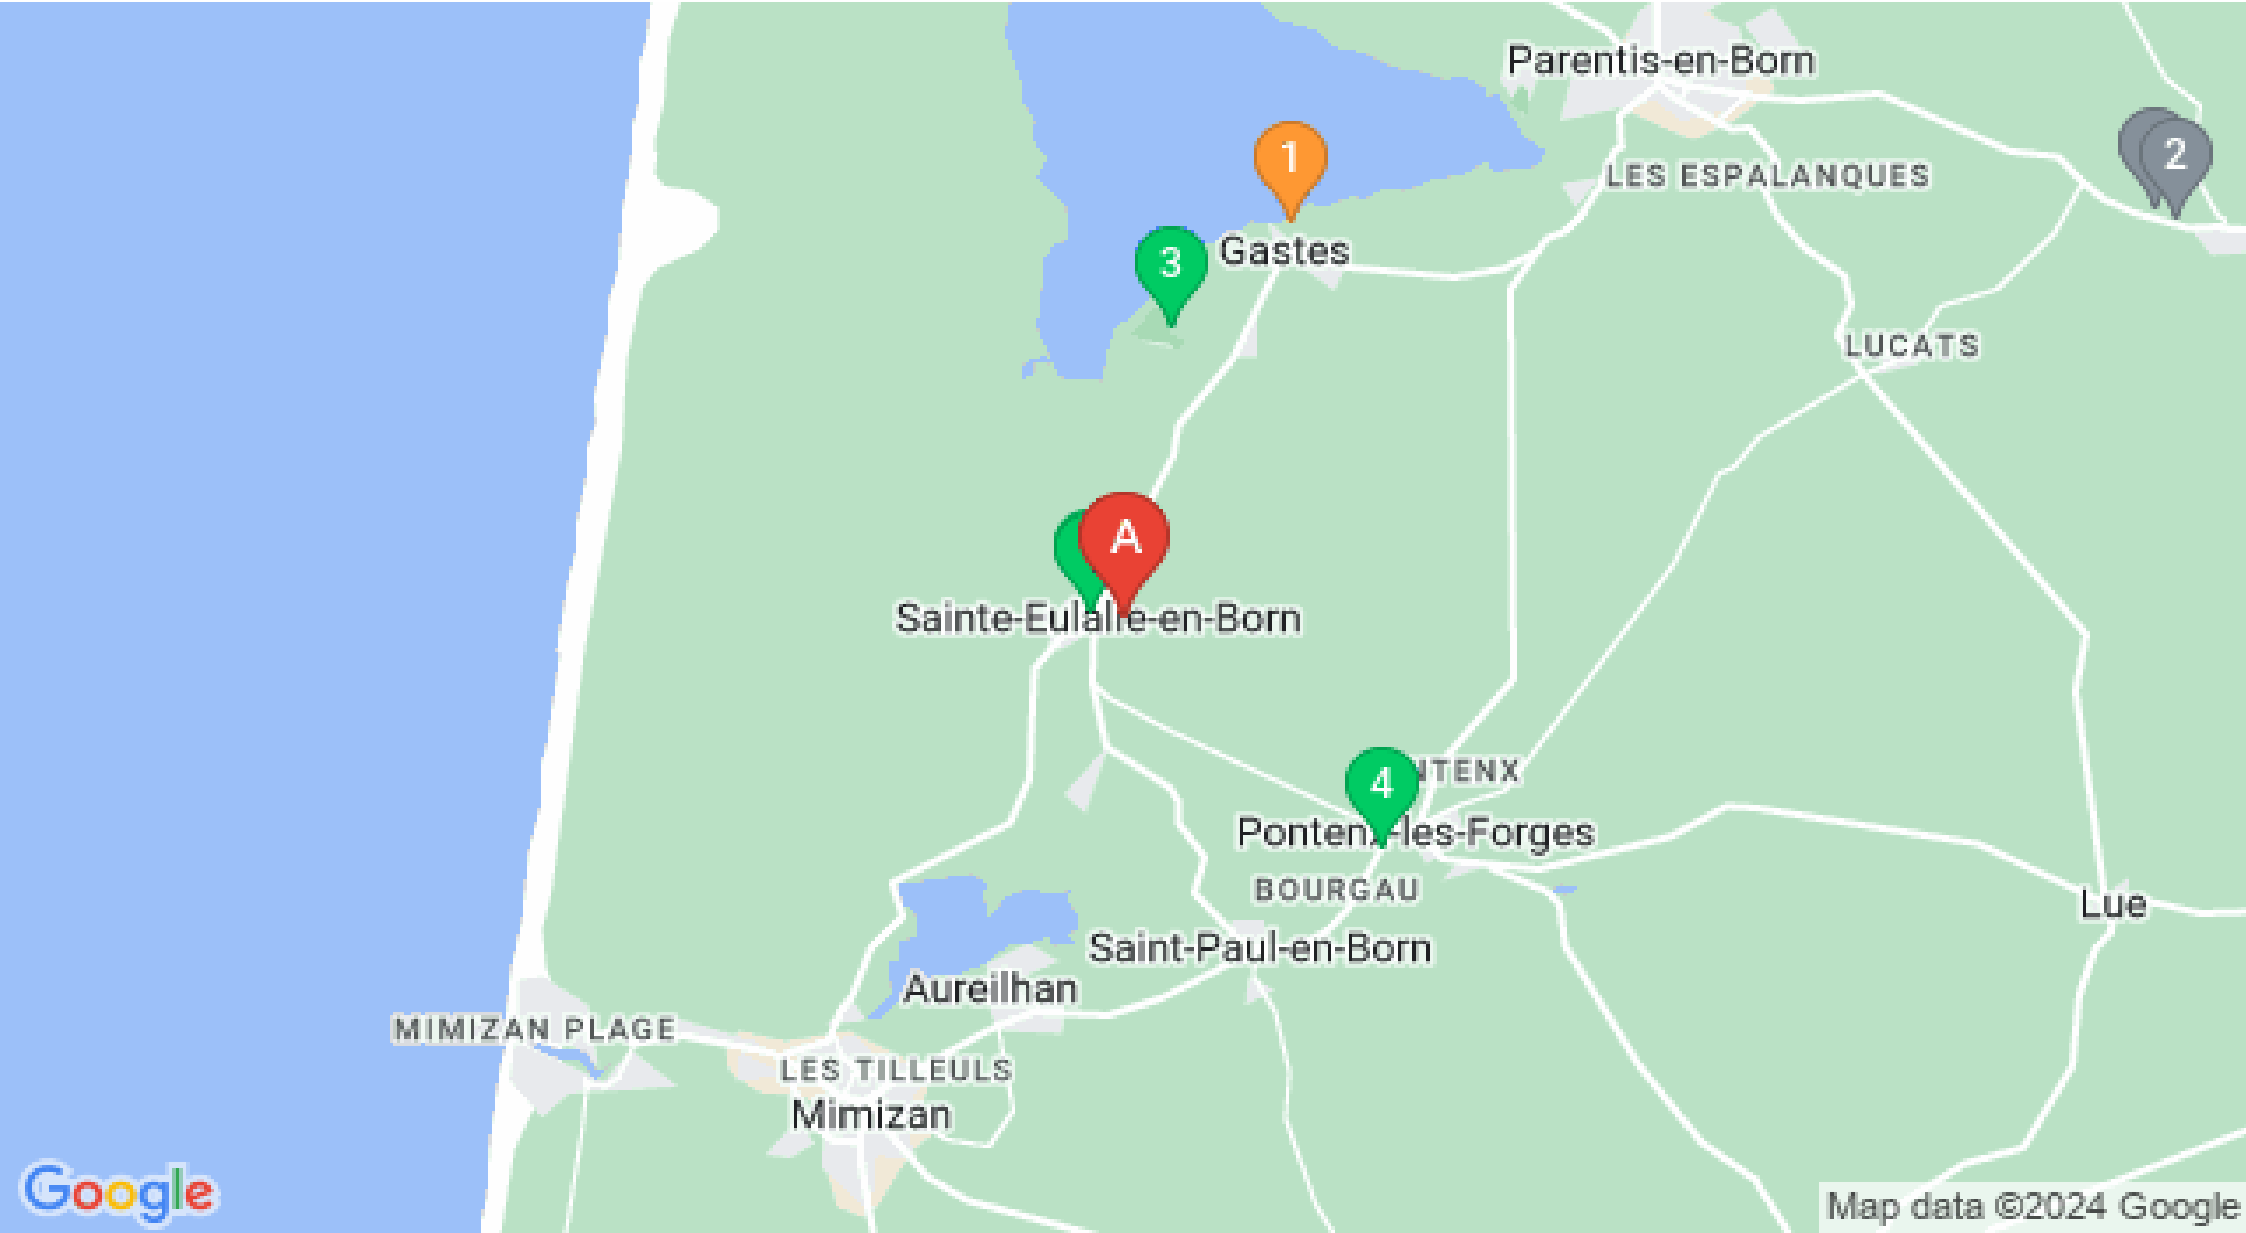 Parentis-en-Born
1
2
LES ESPALANQUES
Gastes
3
LUCATS
A
Sainte-Eulalie-en-Born
4
NTENX
Pontenx-les-Forges
BOURGAU
Lue
Saint-Paul-en-Born
Aureilhan
MIMIZAN PLAGE
LES TILLEULS
Mimizan
Google
Map data ©2024 Google